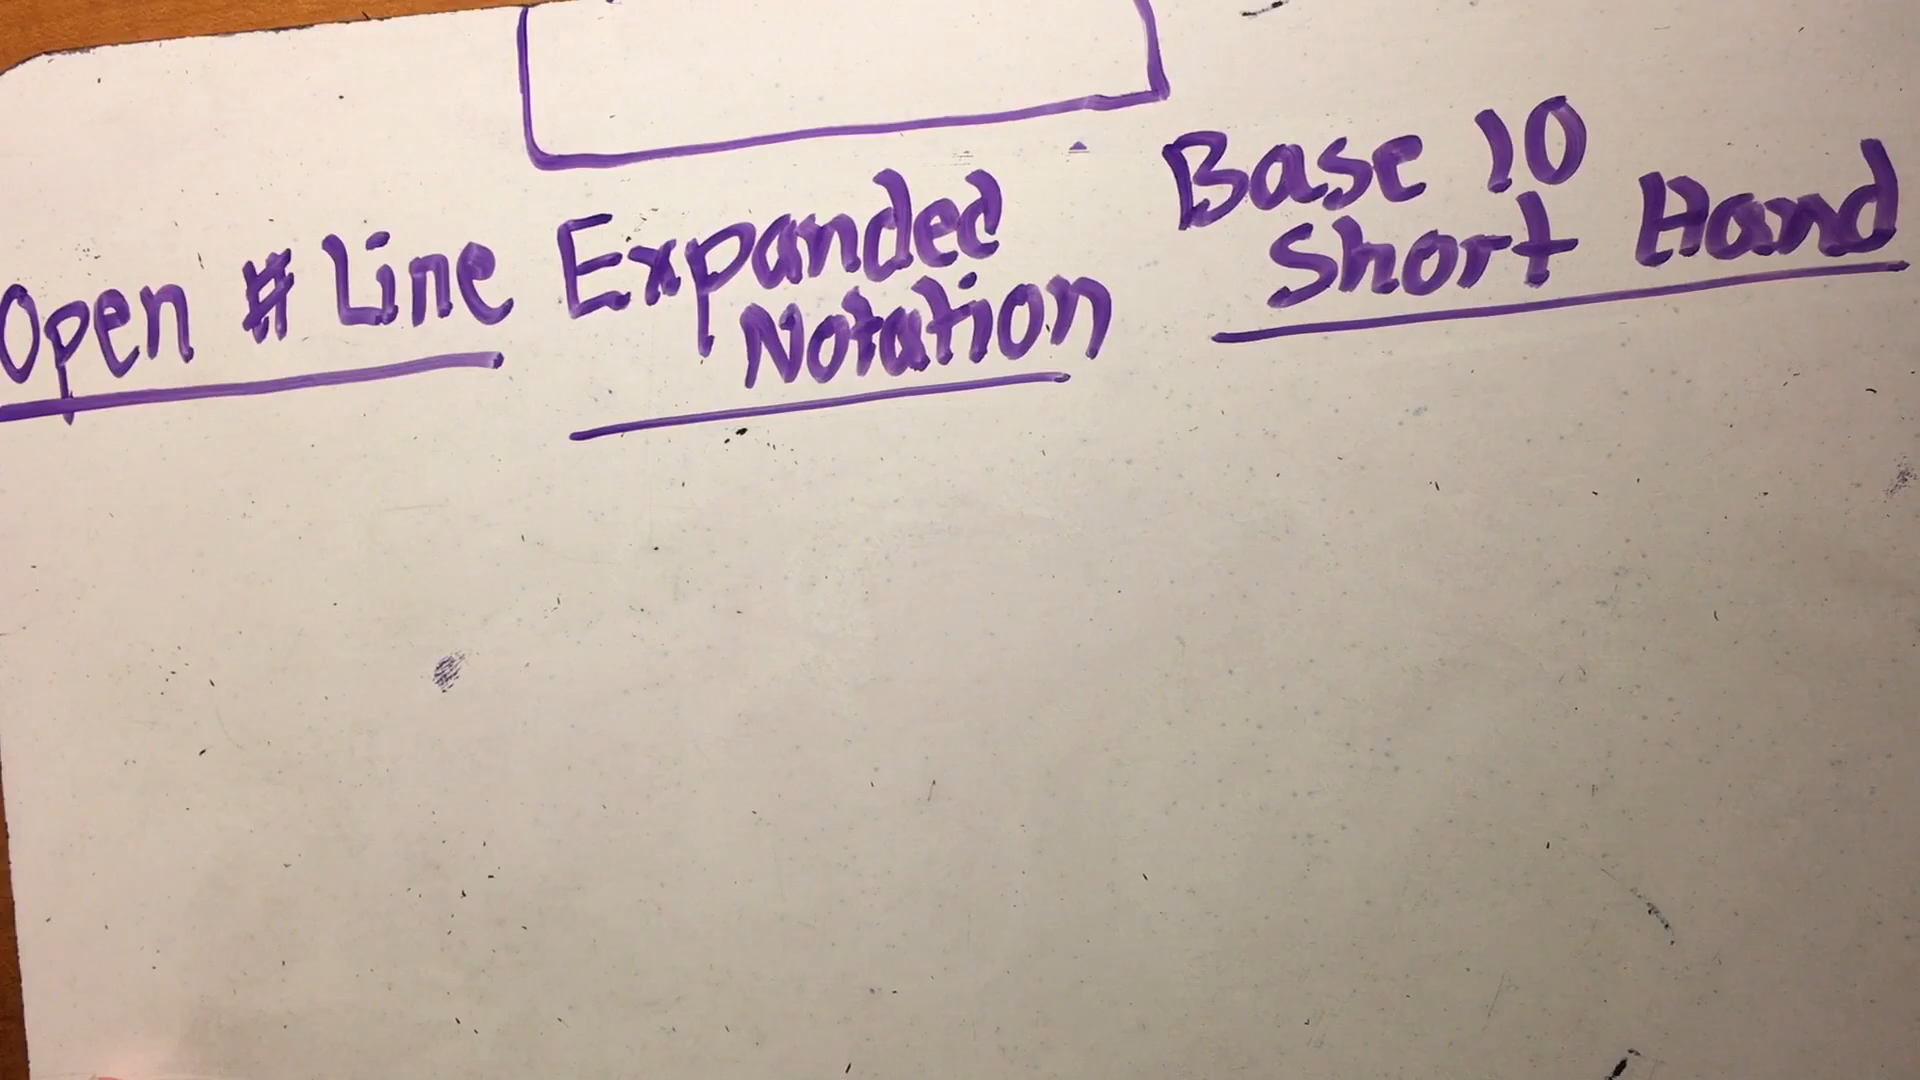 Open # Line
Expanded
Notation
Base 10
Short Hand